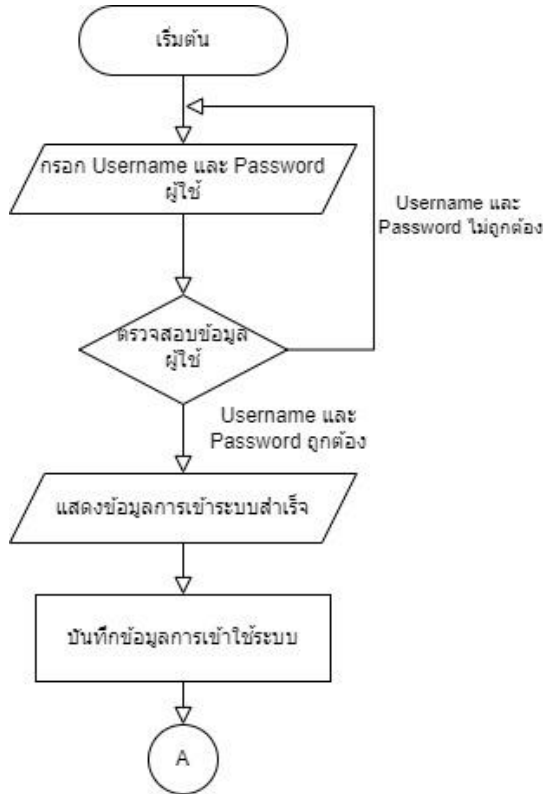 เริ่มต้น
กรอก Username และ Password
ผู้ใช้
Username และ
Password ไม่ถูกต้อง
ตรวจสอบข้อมูล
ผู้ใช้
Username และ
Password ถูกต้อง
แสดงข้อมูลการเข้าระบบสำเร็จ
บันทึกข้อมูลการเข้าใช้ระบบ
A